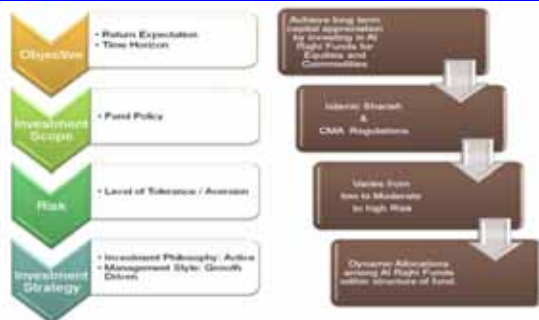 Objective
• Return Expectation
• Time Horizon
Achieve long term
capital appreciation
by investing in Al
Rajhi Funds for
Equities and
Commodities
Investment
Scope
• Fund Policy
Islamic Shariah
&
CMA Regulations
Risk
• Level of Tolerance / Aversion
Varies from
low to Moderate
to high Risk
Investment
Strategy
• Investment Philosophy: Active
• Management Style: Growth
Driven
Dynamic Allocations
among Al Rajhi Funds
within structure of fund.